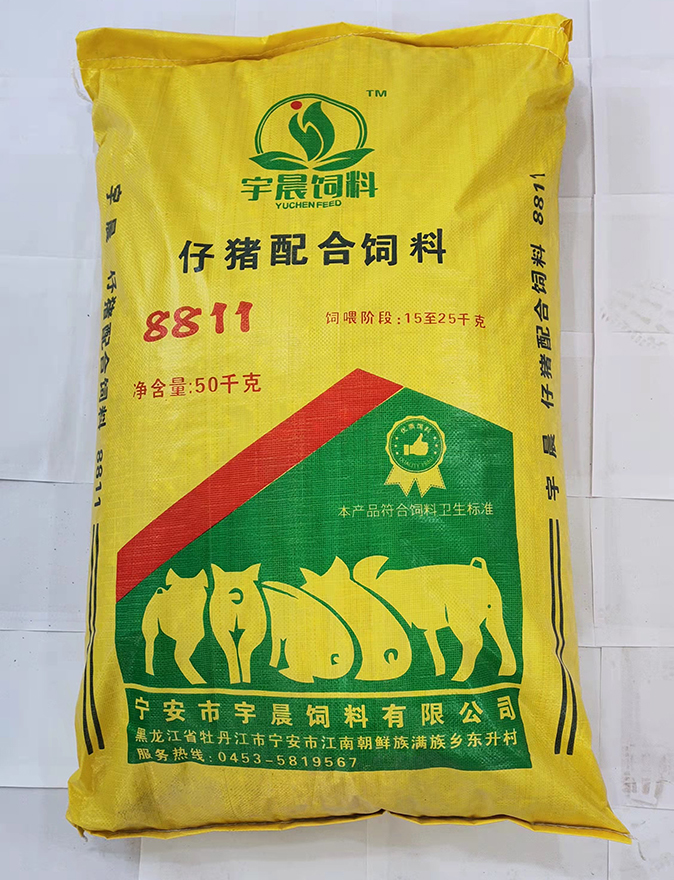 TM
宇晨饲料
YUCHEN FEED
仔猪配合饲料
8811
饲喂阶段:15至25千克
净含量:50千克
优质饲料
本产品符合饲料卫生标准
宁安市宇晨饲料有限公司
黑龙江省牡丹江市宁安市江南朝鲜族满族乡东升村
服务热线:0453-5819567
宇晨 仔猪配合饲料 8811
宇晨 仔猪配合饲料 8811